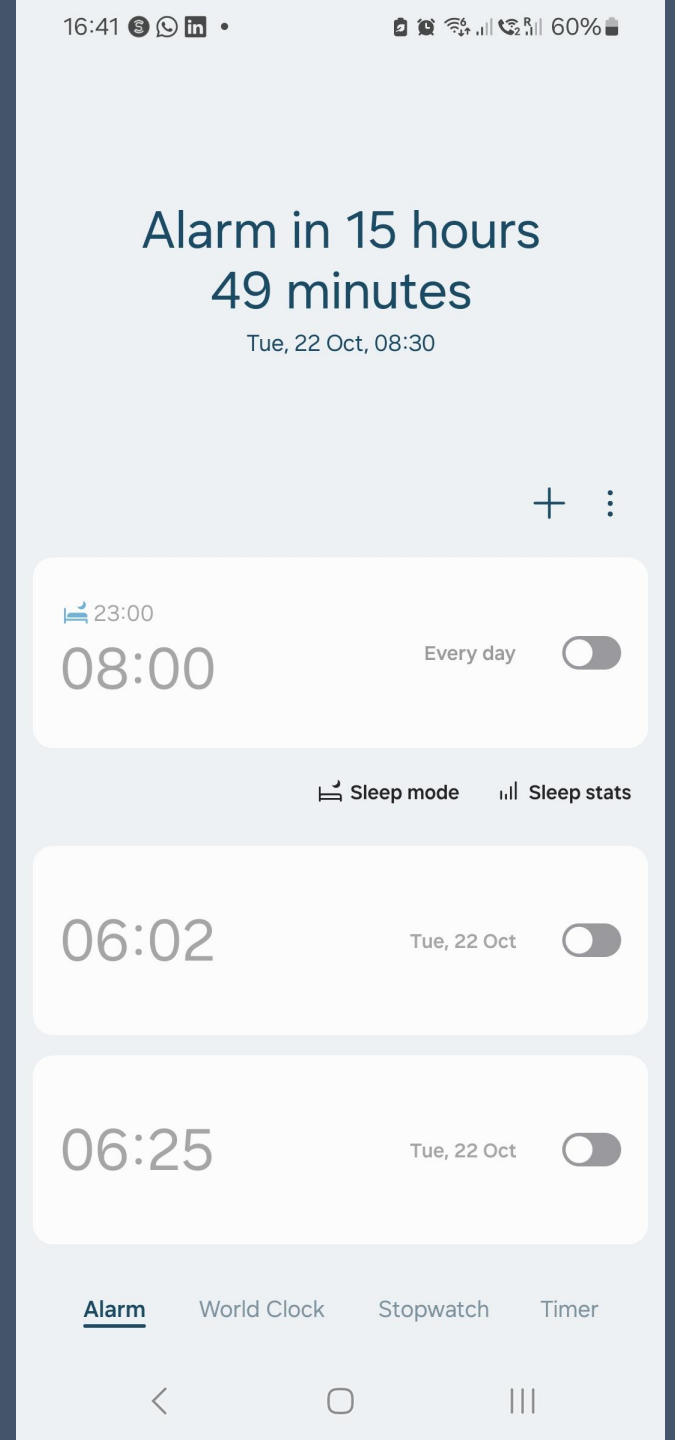 16:41 60%
Alarm in 15 hours
49 minutes
Tue, 22 Oct, 08:30
23:00
08:00 Every day
Sleep mode Sleep stats
06:02 Tue, 22 Oct
06:25 Tue, 22 Oct
Alarm World Clock Stopwatch Timer